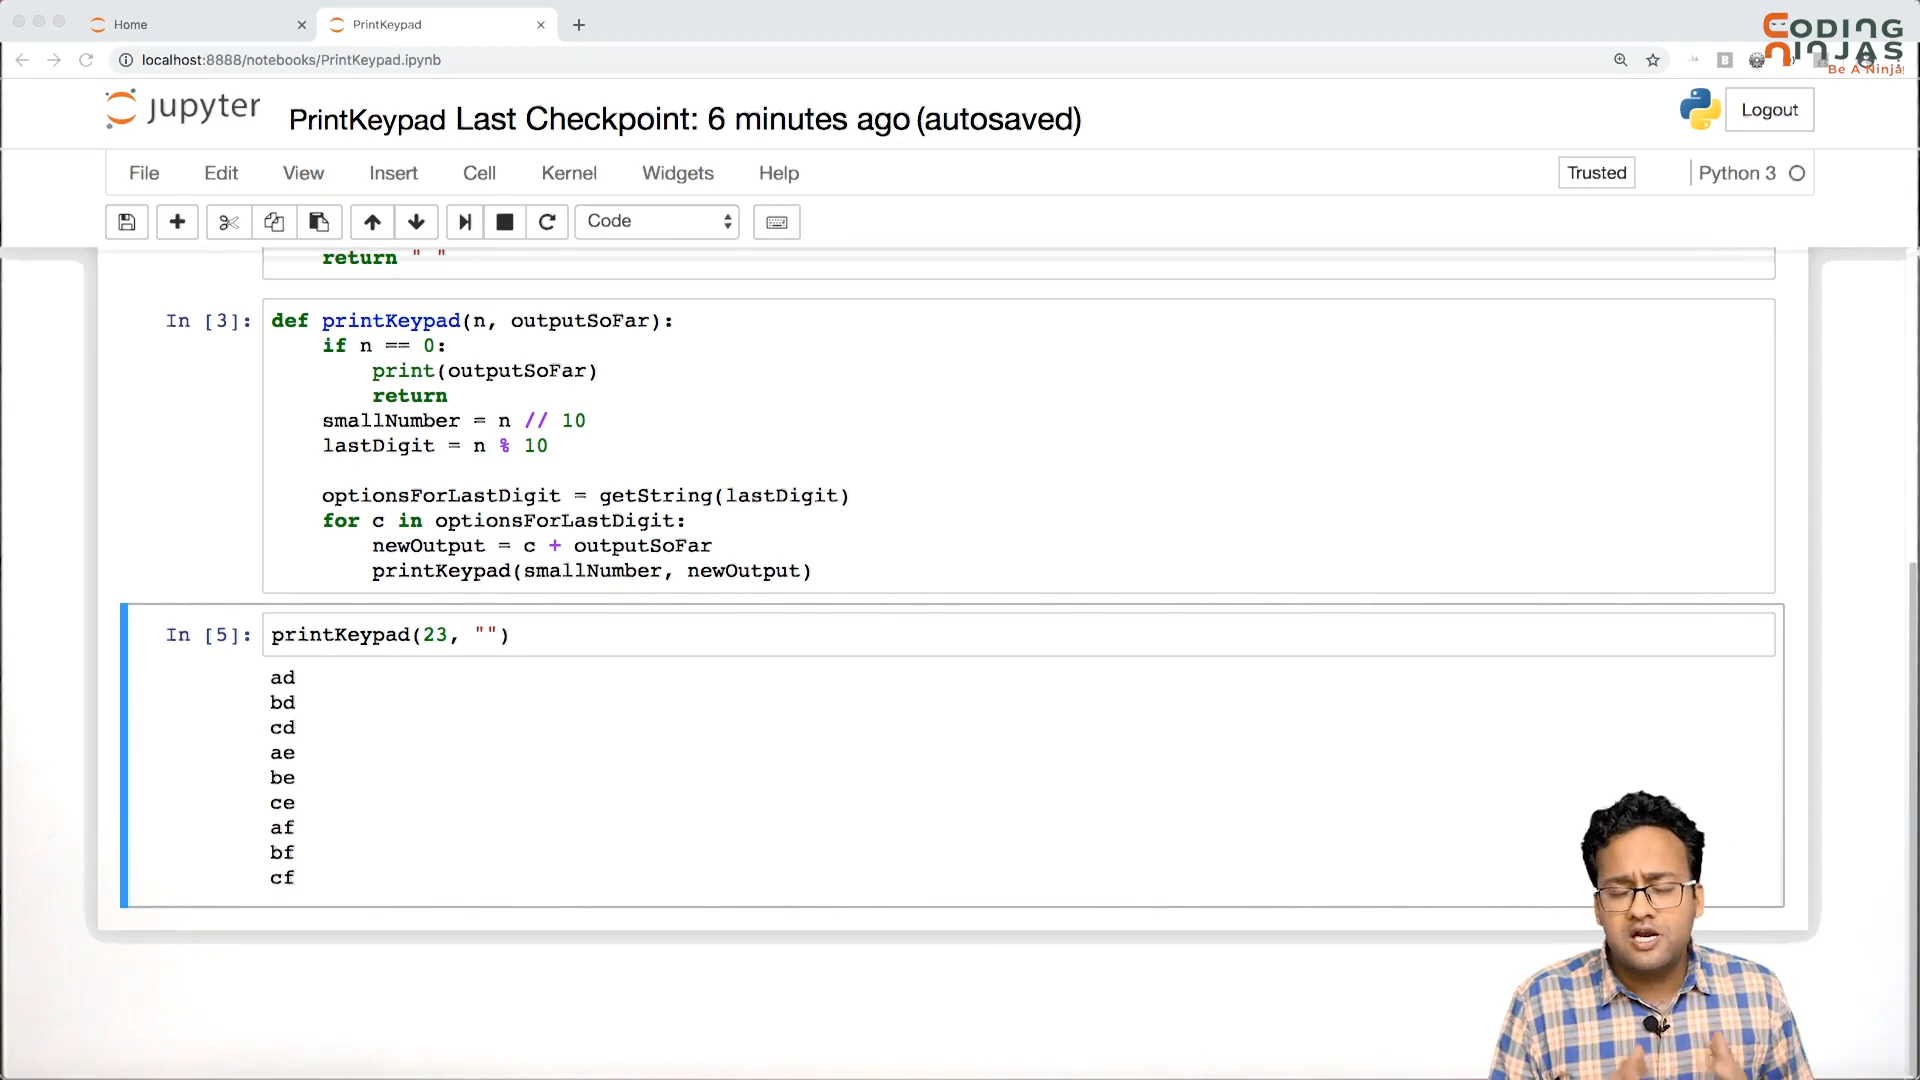 Home
PrintKeypad
CODING NINJAS
Be A Ninja
localhost:8888/notebooks/PrintKeypad.ipynb
jupyter
PrintKeypad Last Checkpoint: 6 minutes ago (autosaved)
Logout
File Edit View Insert Cell Kernel Widgets Help
Trusted
Python 3
Code
return " "
In [3]:
def printKeypad(n, outputSoFar):
if n == 0:
print(outputSoFar)
return
smallNumber = n // 10
lastDigit = n % 10
optionsForLastDigit = getString(lastDigit)
for c in optionsForLastDigit:
newOutput = c + outputSoFar
printKeypad(smallNumber, newOutput)
In [5]:
printKeypad(23, "")
ad
bd
cd
ae
be
ce
af
bf
cf